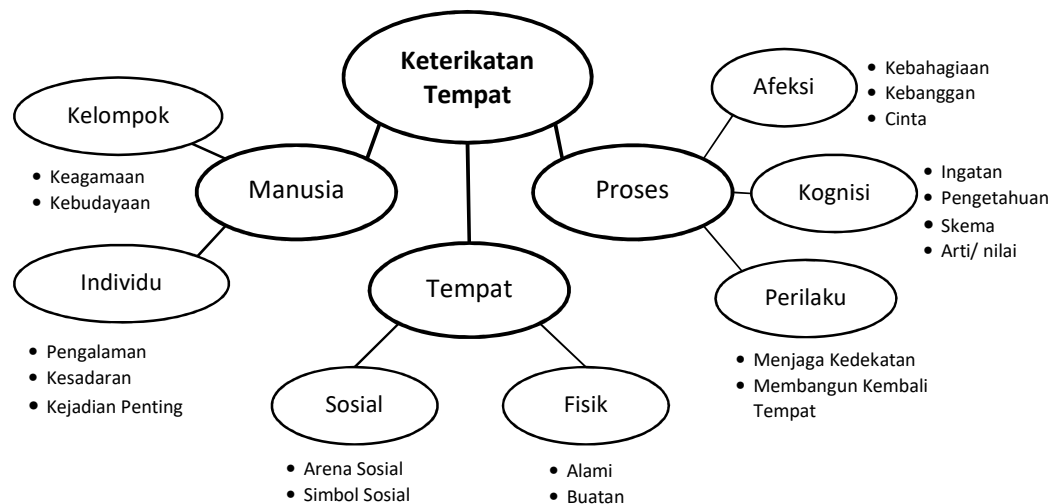 Keterikatan
Tempat
Kelompok
• Keagamaan
• Kebudayaan
Manusia
Individu
• Pengalaman
• Kesadaran
• Kejadian Penting
Tempat
Sosial
• Arena Sosial
• Simbol Sosial
Fisik
• Alami
• Buatan
Proses
Afeksi
• Kebahagiaan
• Kebanggan
• Cinta
Kognisi
• Ingatan
• Pengetahuan
• Skema
• Arti/ nilai
Perilaku
• Menjaga Kedekatan
• Membangun Kembali
Tempat